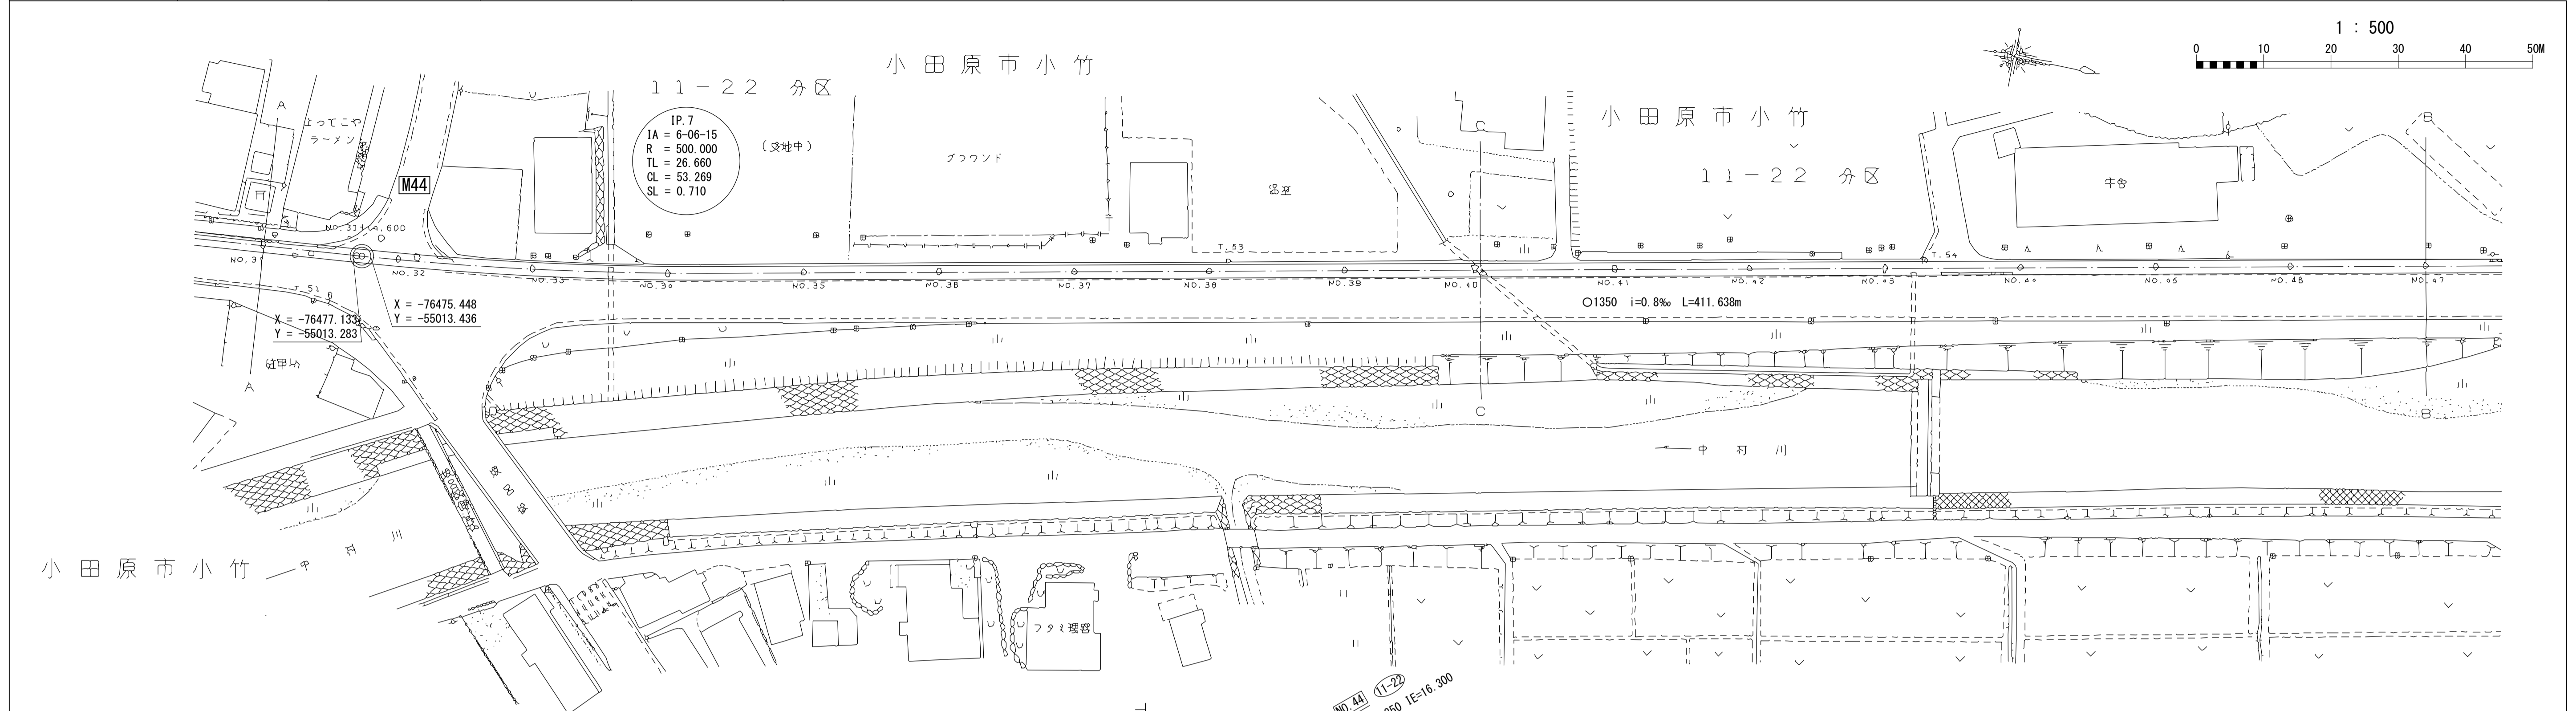 1 : 500
0 10 20 30 40 50M
小田原市小竹
11-22 分区
小田原市小竹
11-22 分区
IP.7
IA = 6-06-15
R = 500.000
TL = 26.660
CL = 53.269
SL = 0.710
よってこや
ラーメン
M44
A
グラウンド
温室
C
牛舎
B
NO.32
NO.33
NO.35
NO.37
NO.38
NO.39
NO.40
NO.41
NO.42
NO.43
NO.47
T.51
T.53
T.54
X = -76475.448
Y = -55013.436
X = -76477.133
Y = -55013.283
○1350 i=0.8‰ L=411.638m
A
C
B
中村川
中村川
小田原市小竹
フタミ理容
NO.44
11-22
IE=16.300